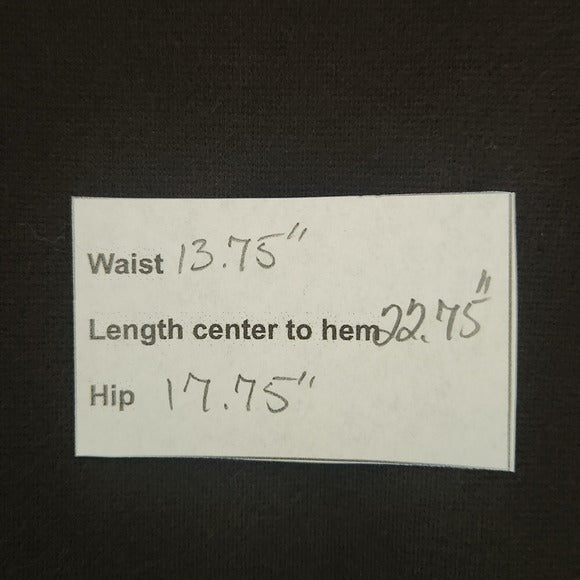 Waist 13.75"
Length center to hem 22.75"
Hip 17.75"